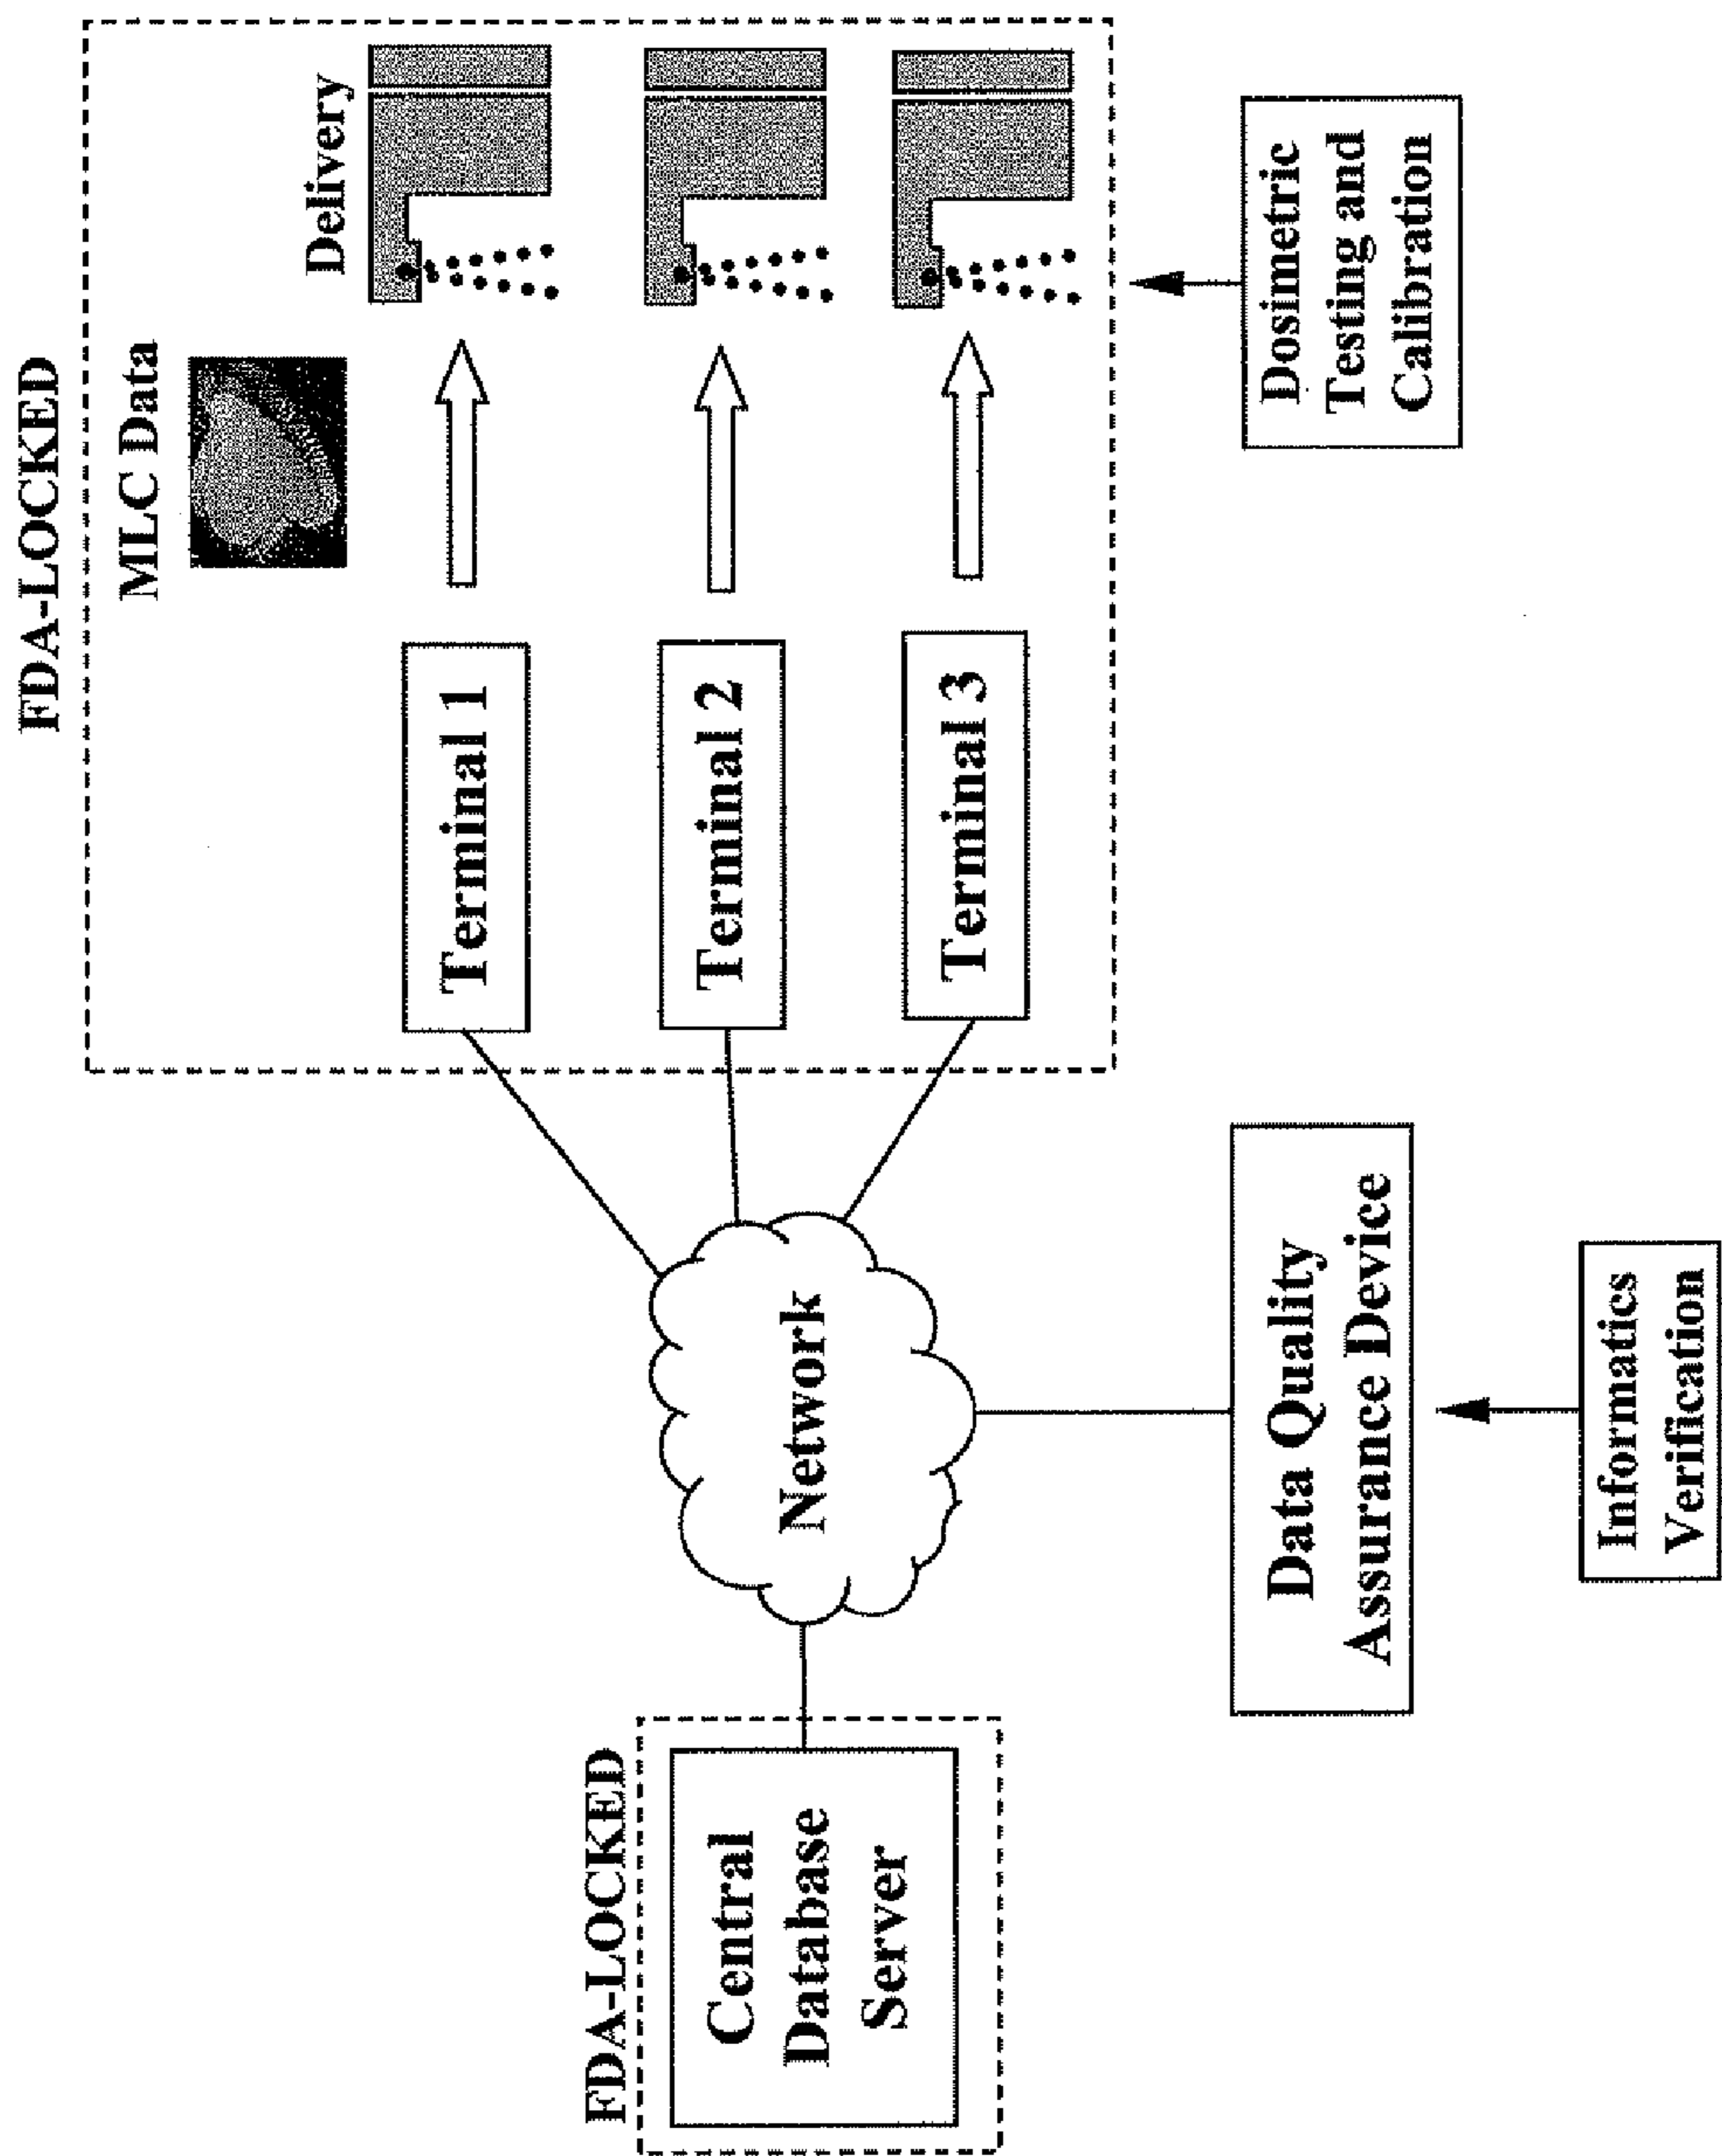 FDA-LOCKED
MLC Data
Delivery
Terminal 1
Terminal 2
Terminal 3
FDA-LOCKED
Central
Database
Server
Network
Data Quality
Assurance Device
Dosimetric
Testing and
Calibration
Informatics
Verification